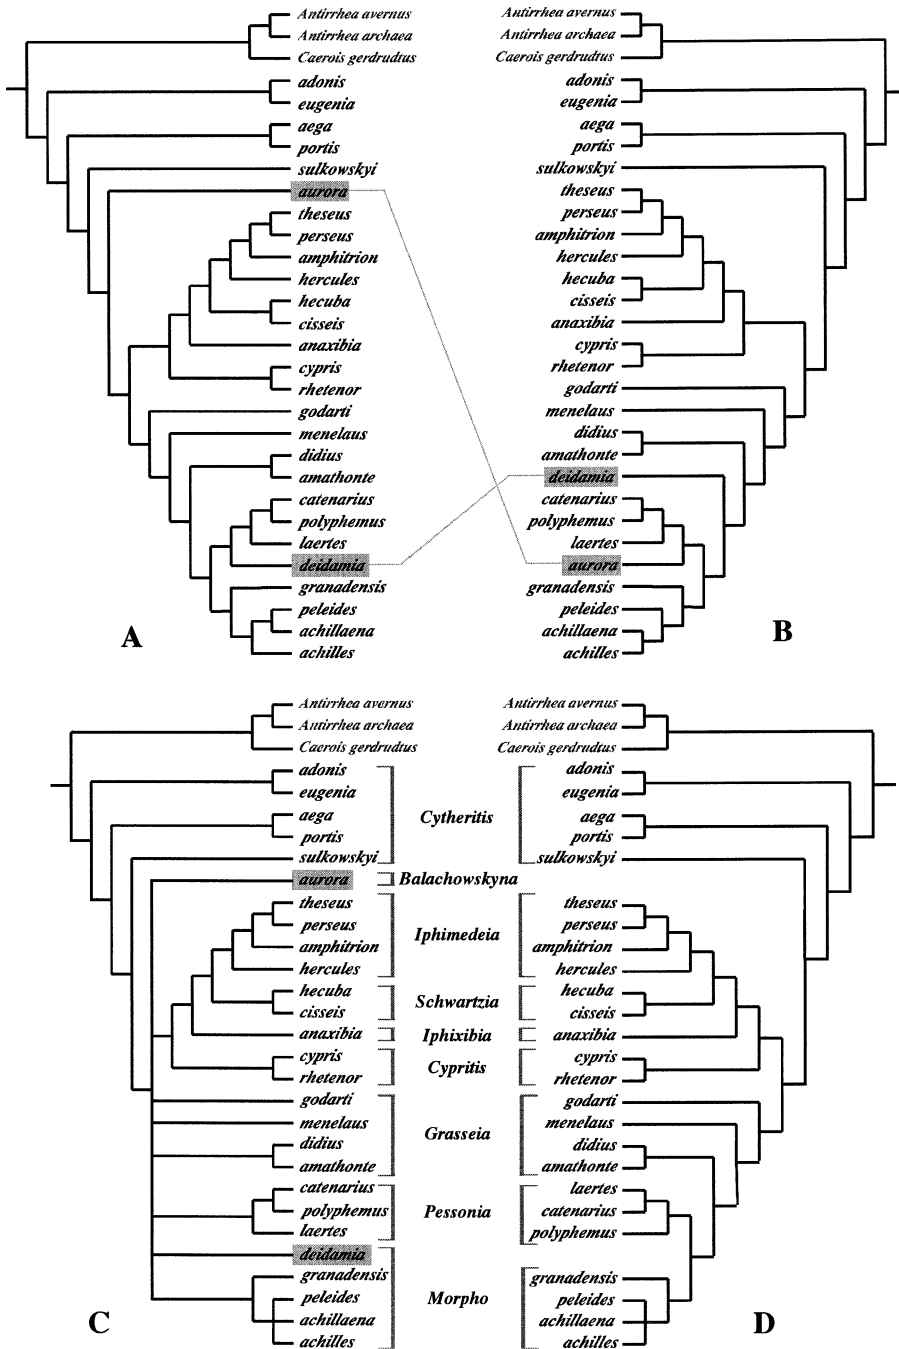 Antirrhea avernus
Antirrhea archaea
Caerois gerdrudtus
adonis
eugenia
aega
portis
sulkowskyi
aurora
theseus
perseus
amphitrion
hercules
hecuba
cisseis
anaxibia
cypris
rhetenor
godarti
menelaus
didius
amathonte
catenarius
polyphemus
laertes
deidamia
granadensis
peleides
achillaena
achilles
A
Antirrhea avernus
Antirrhea archaea
Caerois gerdrudtus
adonis
eugenia
aega
portis
sulkowskyi
theseus
perseus
amphitrion
hercules
hecuba
cisseis
anaxibia
cypris
rhetenor
godarti
menelaus
didius
amathonte
deidamia
catenarius
polyphemus
laertes
aurora
granadensis
peleides
achillaena
achilles
B
Antirrhea avernus
Antirrhea archaea
Caerois gerdrudtus
adonis
eugenia
aega
portis
sulkowskyi
aurora
theseus
perseus
amphitrion
hercules
hecuba
cisseis
anaxibia
cypris
rhetenor
godarti
menelaus
didius
amathonte
catenarius
polyphemus
laertes
deidamia
granadensis
peleides
achillaena
achilles
C
Cytheritis
Balachowskyna
Iphimedeia
Schwartzia
Iphixibia
Cypritis
Grasseia
Pessonia
Morpho
Antirrhea avernus
Antirrhea archaea
Caerois gerdrudtus
adonis
eugenia
aega
portis
sulkowskyi
theseus
perseus
amphitrion
hercules
hecuba
cisseis
anaxibia
cypris
rhetenor
godarti
menelaus
didius
amathonte
laertes
catenarius
polyphemus
granadensis
peleides
achillaena
achilles
D